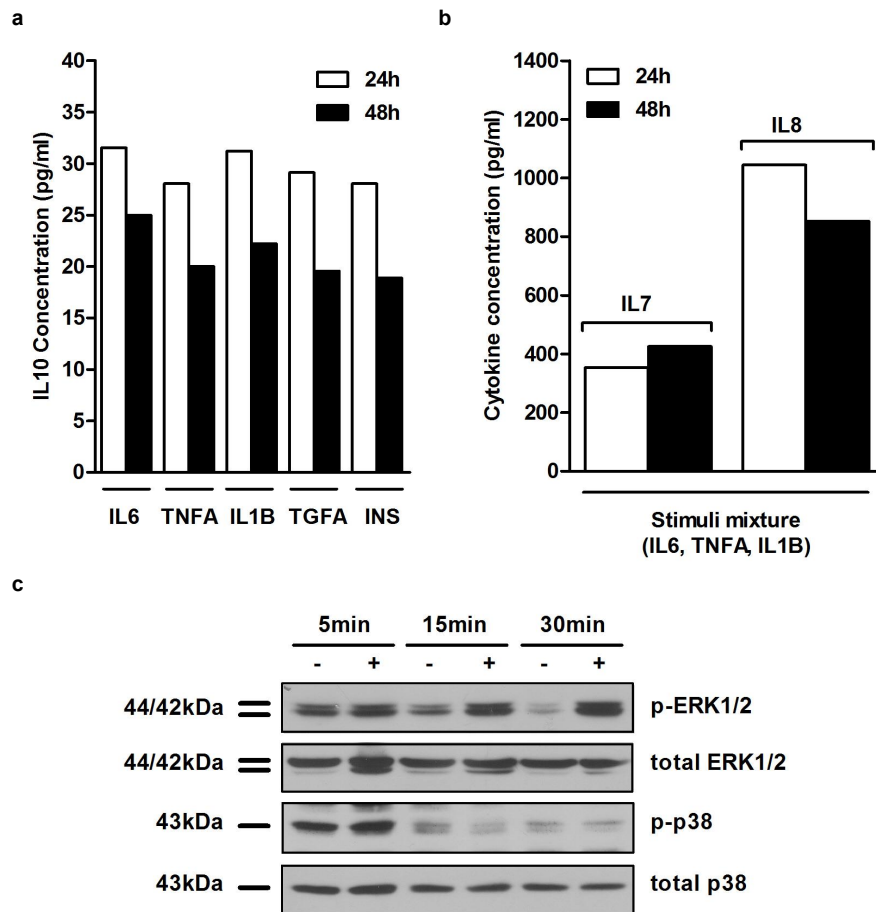 a
40
35
30
25
20
15
10
5
0
IL10 Concentration (pg/ml)
24h
48h
IL6 TNFA IL1B TGFA INS
b
1400
1200
1000
800
600
400
200
0
Cytokine concentration (pg/ml)
24h
48h
IL7
IL8
Stimuli mixture
(IL6, TNFA, IL1B)
c
5min 15min 30min
- + - + - +
44/42kDa p-ERK1/2
44/42kDa total ERK1/2
43kDa p-p38
43kDa total p38